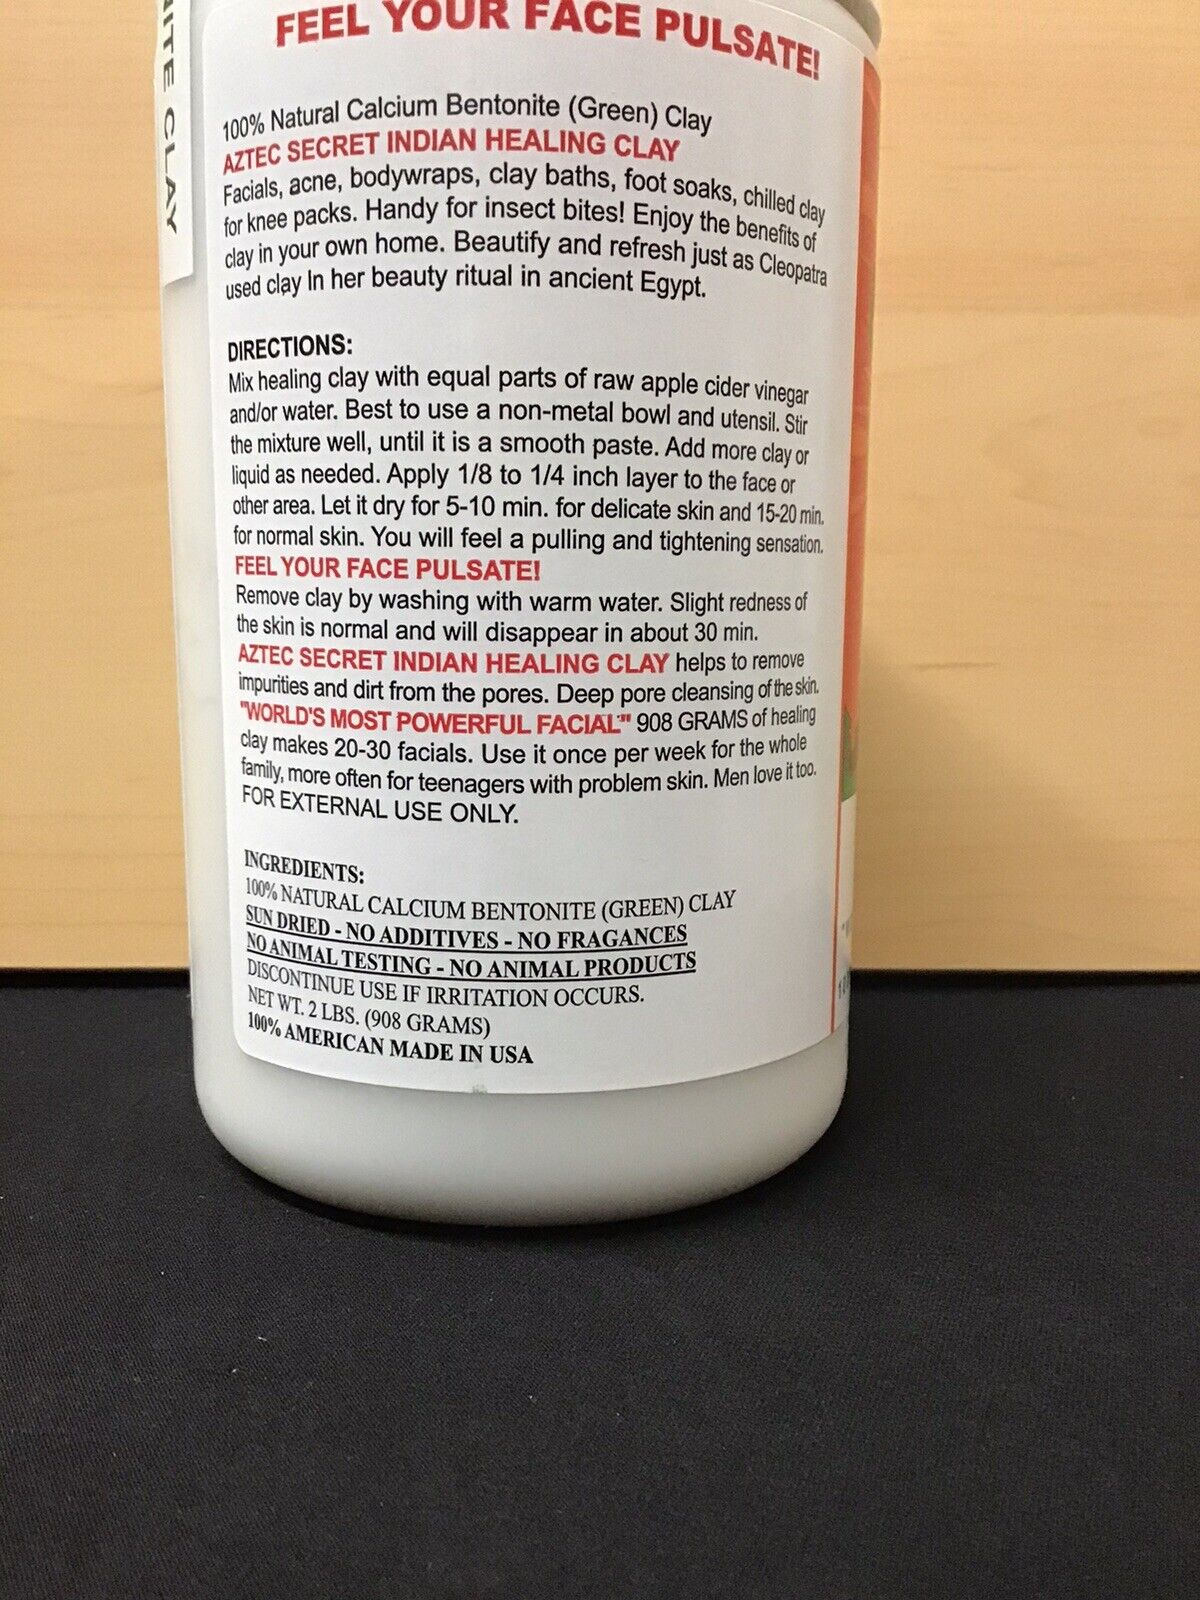 FEEL YOUR FACE PULSATE!
100% Natural Calcium Bentonite (Green) Clay
AZTEC SECRET INDIAN HEALING CLAY
Facials, acne, bodywraps, clay baths, foot soaks, chilled clay
for knee packs. Handy for insect bites! Enjoy the benefits of
clay in your own home. Beautify and refresh just as Cleopatra
used clay In her beauty ritual in ancient Egypt.
DIRECTIONS:
Mix healing clay with equal parts of raw apple cider vinegar
and/or water. Best to use a non-metal bowl and utensil. Stir
the mixture well, until it is a smooth paste. Add more clay or
liquid as needed. Apply 1/8 to 1/4 inch layer to the face or
other area. Let it dry for 5-10 min. for delicate skin and 15-20 min.
for normal skin. You will feel a pulling and tightening sensation.
FEEL YOUR FACE PULSATE!
Remove clay by washing with warm water. Slight redness of
the skin is normal and will disappear in about 30 min.
AZTEC SECRET INDIAN HEALING CLAY helps to remove
impurities and dirt from the pores. Deep pore cleansing of the skin.
"WORLD'S MOST POWERFUL FACIAL" 908 GRAMS of healing
clay makes 20-30 facials. Use it once per week for the whole
family, more often for teenagers with problem skin. Men love it too.
FOR EXTERNAL USE ONLY.
INGREDIENTS:
100% NATURAL CALCIUM BENTONITE (GREEN) CLAY
SUN DRIED - NO ADDITIVES - NO FRAGANCES
NO ANIMAL TESTING - NO ANIMAL PRODUCTS
DISCONTINUE USE IF IRRITATION OCCURS.
NET WT. 2 LBS. (908 GRAMS)
100% AMERICAN MADE IN USA
CLAY